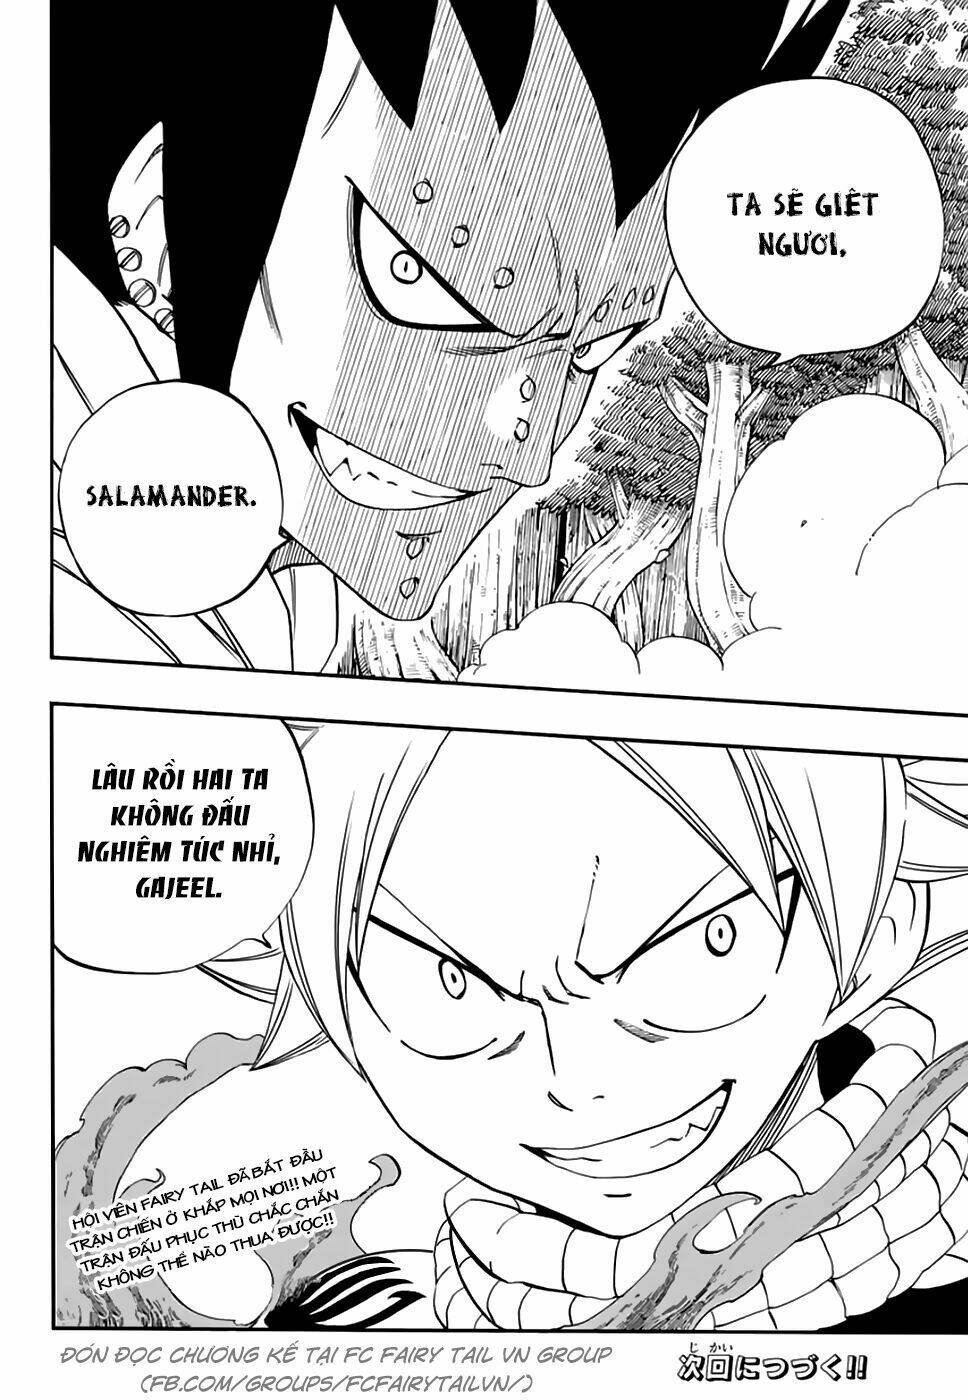 TA SẼ GIẾT
NGƯƠI,
SALAMANDER.
LÂU RỒI HAI TA
KHÔNG ĐẤU
NGHIÊM TÚC NHỈ,
GAJEEL.
HỘI VIÊN FAIRY TAIL ĐÃ BẮT ĐẦU
TRẬN CHIẾN Ở KHẮP MỌI NƠI!! MỘT
TRẬN ĐẤU PHỤC THÙ CHẮC CHẮN
KHÔNG THỂ NÀO THUA ĐƯỢC!!
ĐÓN ĐỌC CHƯƠNG KẾ TẠI FC FAIRY TAIL VN GROUP
(FB.COM/GROUPS/FCFAIRYTAILVN/)
じかい
次回につづく!!